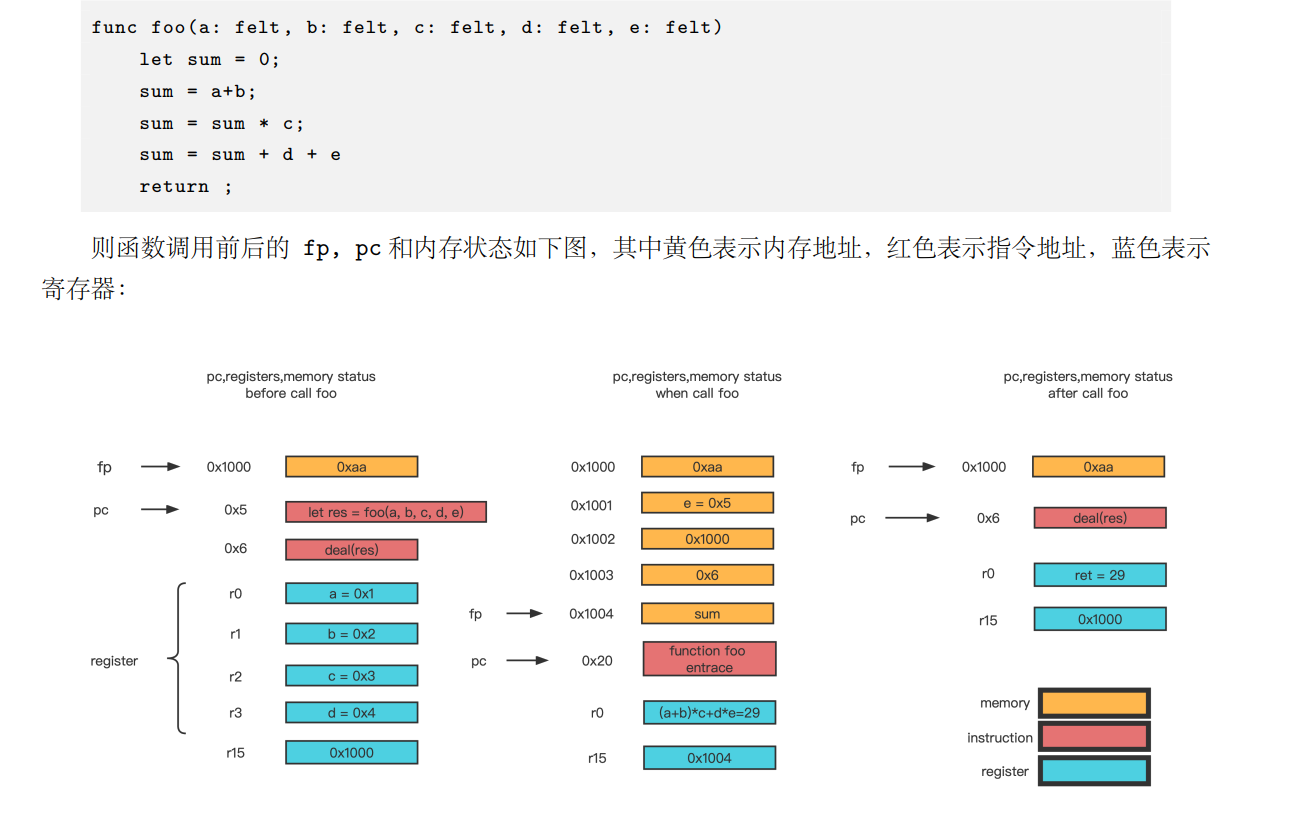 func foo(a: felt, b: felt, c: felt, d: felt, e: felt)
let sum = 0;
sum = a+b;
sum = sum * c;
sum = sum + d + e
return ;
则函数调用前后的 fp, pc 和内存状态如下图，其中黄色表示内存地址，红色表示指令地址，蓝色表示
寄存器：
pc,registers,memory status
before call foo
fp
0x1000
0xaa
pc
0x5
let res = foo(a, b, c, d, e)
0x6
deal(res)
register
r0
a = 0x1
r1
b = 0x2
r2
c = 0x3
r3
d = 0x4
r15
0x1000
pc,registers,memory status
when call foo
0x1000
0xaa
0x1001
e = 0x5
0x1002
0x1000
0x1003
0x6
fp
0x1004
sum
pc
0x20
function foo
entrace
r0
(a+b)*c+d*e=29
r15
0x1004
pc,registers,memory status
after call foo
fp
0x1000
0xaa
pc
0x6
deal(res)
r0
ret = 29
r15
0x1000
memory
instruction
register